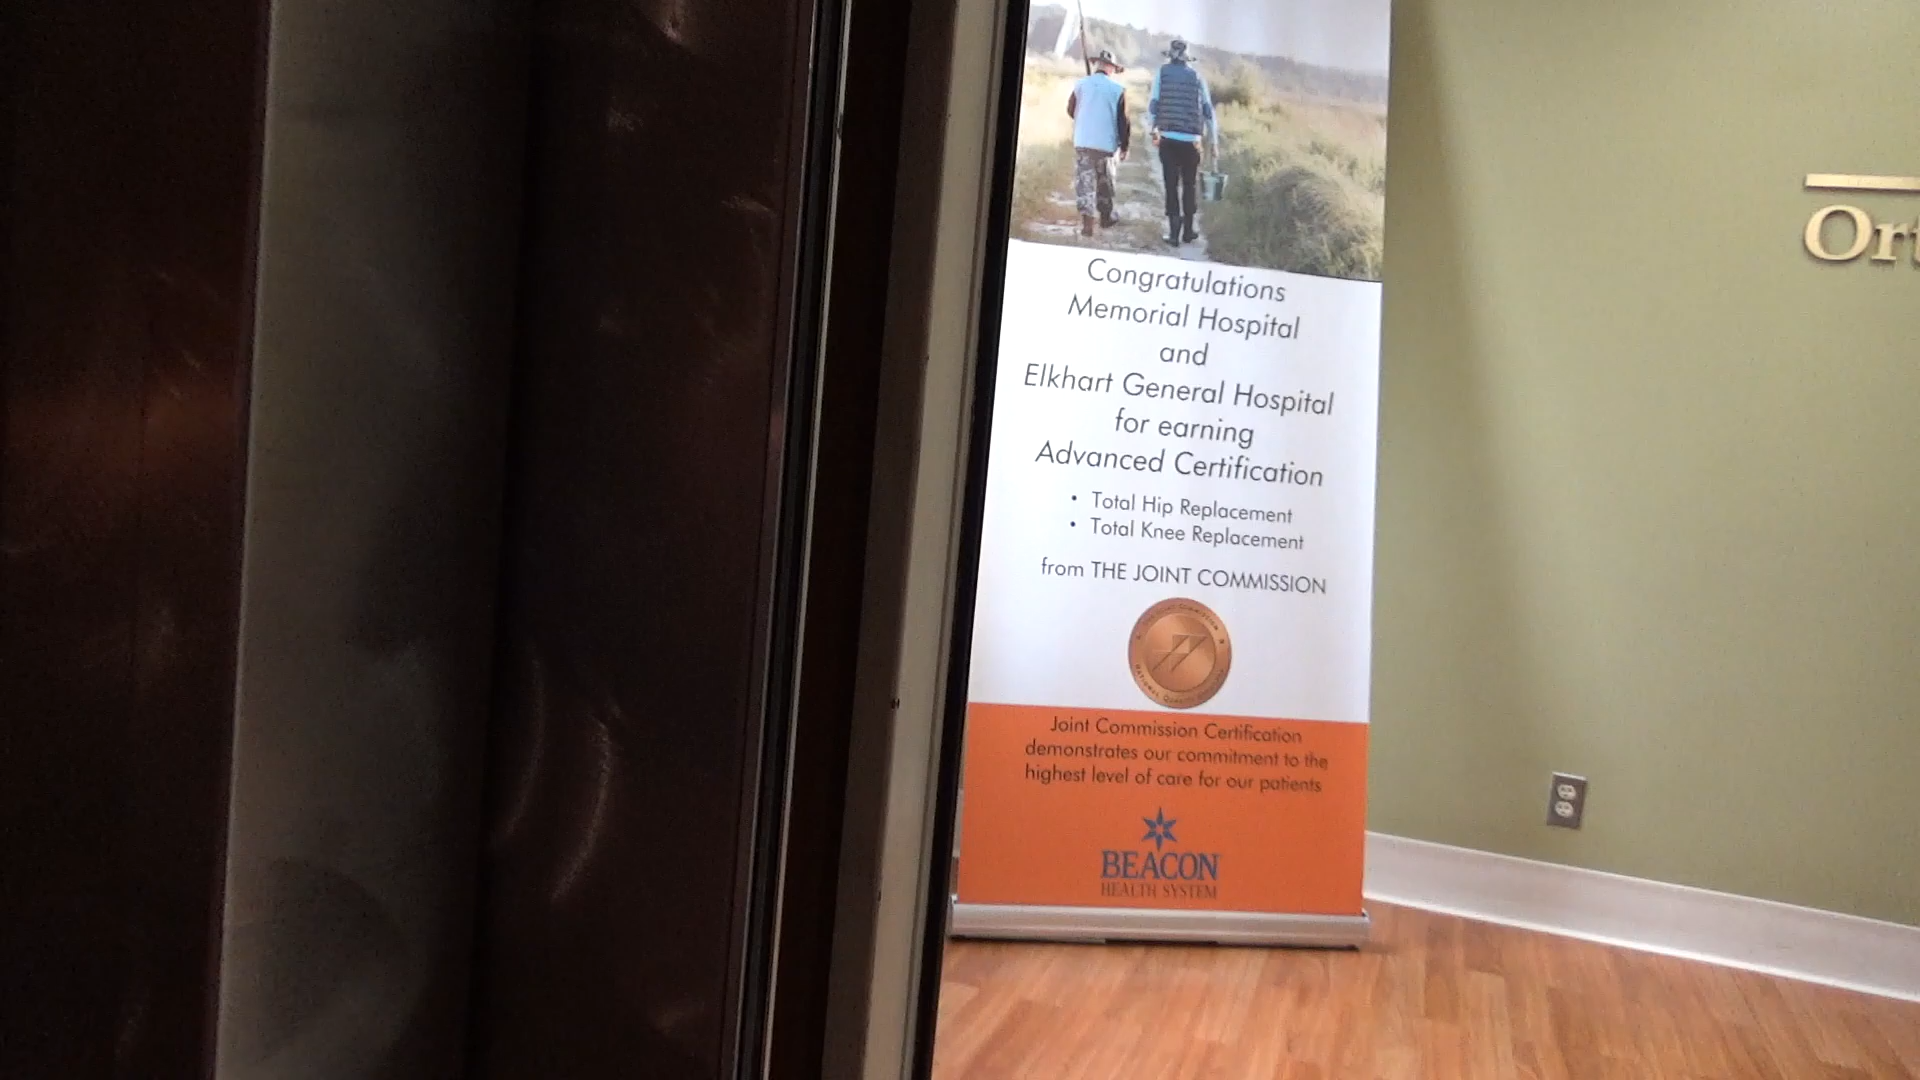 Congratulations
Memorial Hospital
and
Elkhart General Hospital
for earning
Advanced Certification
• Total Hip Replacement
• Total Knee Replacement
from THE JOINT COMMISSION
Joint Commission Certification
demonstrates our commitment to the
highest level of care for our patients
BEACON
HEALTH SYSTEM
Ort